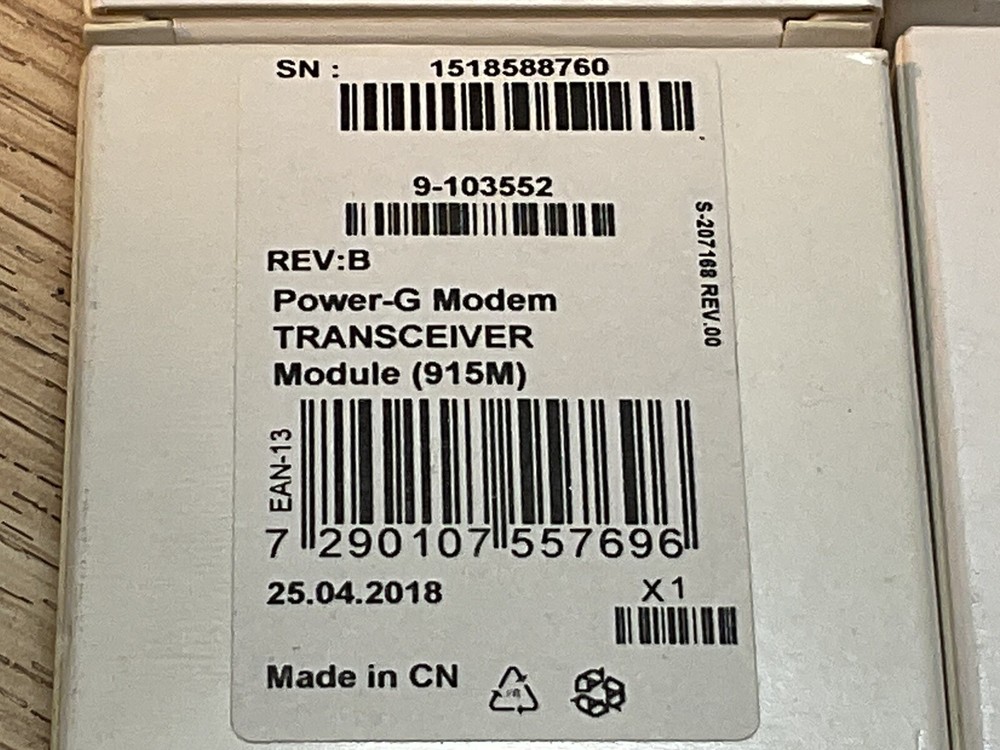 SN : 1518588760
9-103552
S-207168 REV.00
REV:B
Power-G Modem
TRANSCEIVER
Module (915M)
EAN-13
7 290107 557696
25.04.2018
X 1
Made in CN